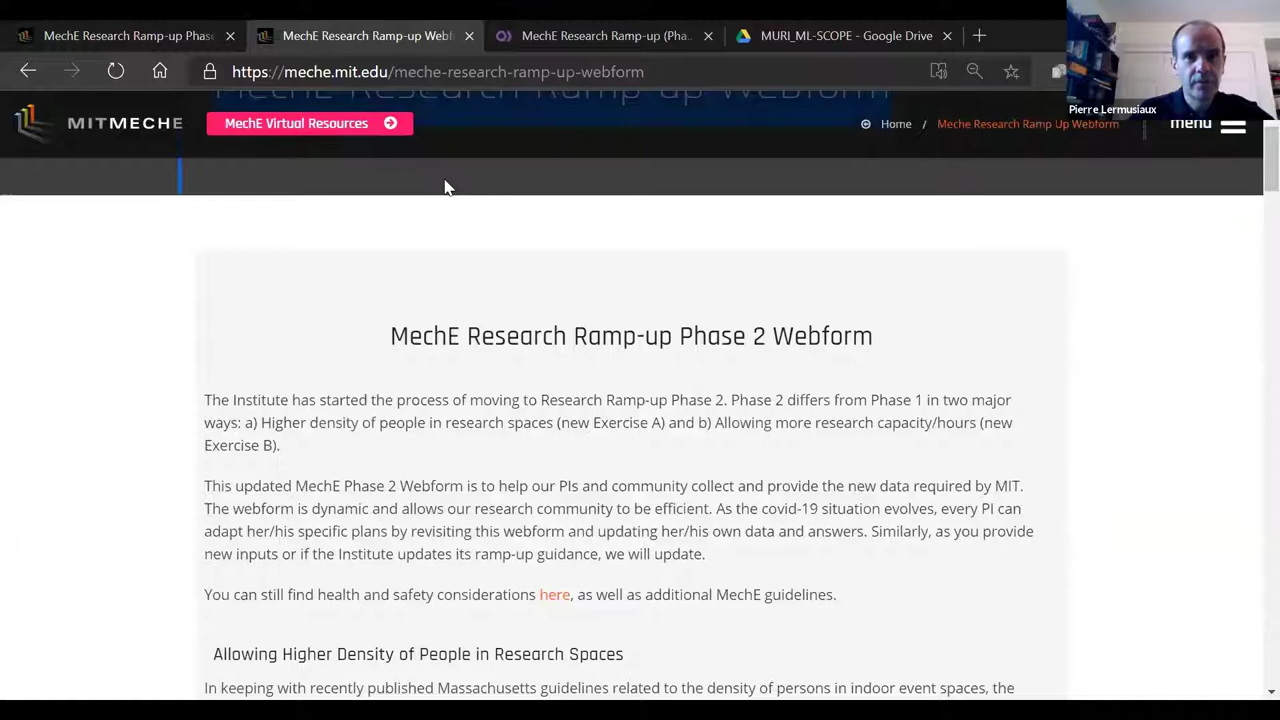 MechE Research Ramp-up Phase
MechE Research Ramp-up Webf
MechE Research Ramp-up (Pha...
MURI_ML-SCOPE - Google Drive
https://meche.mit.edu/meche-research-ramp-up-webform
Pierre Lermusiaux
MechE Research Ramp-up Webform
MITMECHE
MechE Virtual Resources
Home / Meche Research Ramp Up Webform
menu
MechE Research Ramp-up Phase 2 Webform
The Institute has started the process of moving to Research Ramp-up Phase 2. Phase 2 differs from Phase 1 in two major
ways: a) Higher density of people in research spaces (new Exercise A) and b) Allowing more research capacity/hours (new
Exercise B).
This updated MechE Phase 2 Webform is to help our PIs and community collect and provide the new data required by MIT.
The webform is dynamic and allows our research community to be efficient. As the covid-19 situation evolves, every PI can
adapt her/his specific plans by revisiting this webform and updating her/his own data and answers. Similarly, as you provide
new inputs or if the Institute updates its ramp-up guidance, we will update.
You can still find health and safety considerations here, as well as additional MechE guidelines.
Allowing Higher Density of People in Research Spaces
In keeping with recently published Massachusetts guidelines related to the density of persons in indoor event spaces, the